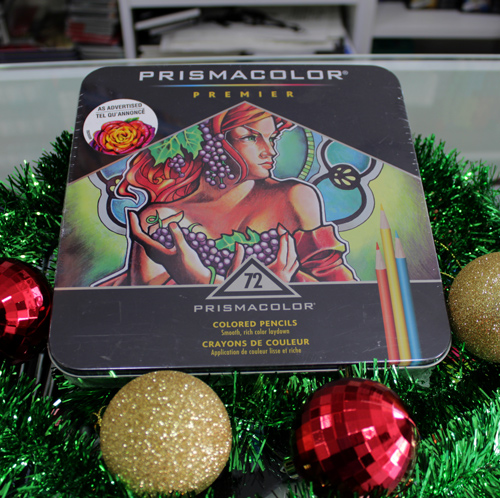 PRISMACOLOR®
PREMIER
AS ADVERTISED
TEL QU'ANNONCÉ
72
PRISMACOLOR®
COLORED PENCILS
Smooth, rich color laydown
CRAYONS DE COULEUR
Application de couleur lisse et riche